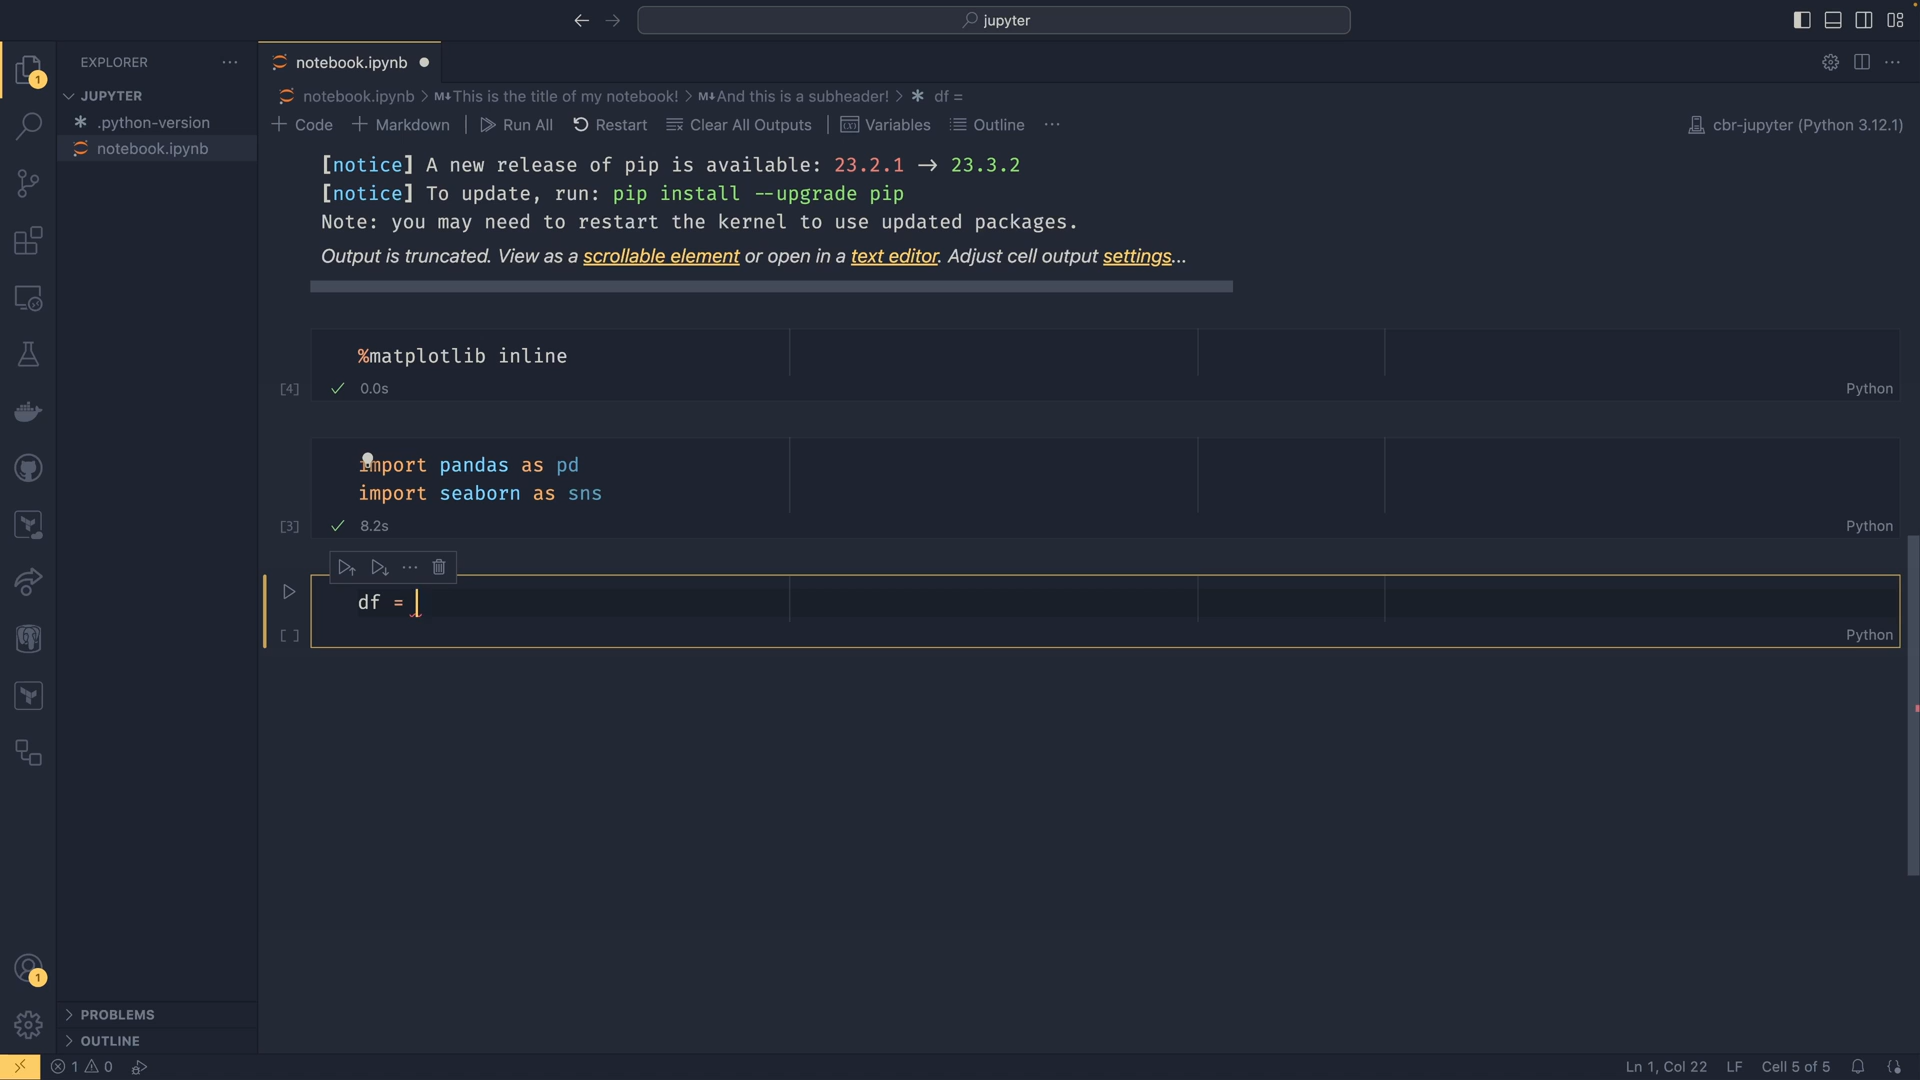 jupyter
EXPLORER
JUPYTER
.python-version
notebook.ipynb
1
PROBLEMS
OUTLINE
1
notebook.ipynb
notebook.ipynb > M↓This is the title of my notebook! > M↓And this is a subheader! > df =
+ Code + Markdown | Run All Restart Clear All Outputs | Variables Outline ...
cbr-jupyter (Python 3.12.1)
[notice] A new release of pip is available: 23.2.1 -> 23.3.2
[notice] To update, run: pip install --upgrade pip
Note: you may need to restart the kernel to use updated packages.
Output is truncated. View as a scrollable element or open in a text editor. Adjust cell output settings...
%matplotlib inline
[4] ✓ 0.0s Python
import pandas as pd
import seaborn as sns
[3] ✓ 8.2s Python
df =
[ ] Python
1 0 Ln 1, Col 22 LF Cell 5 of 5